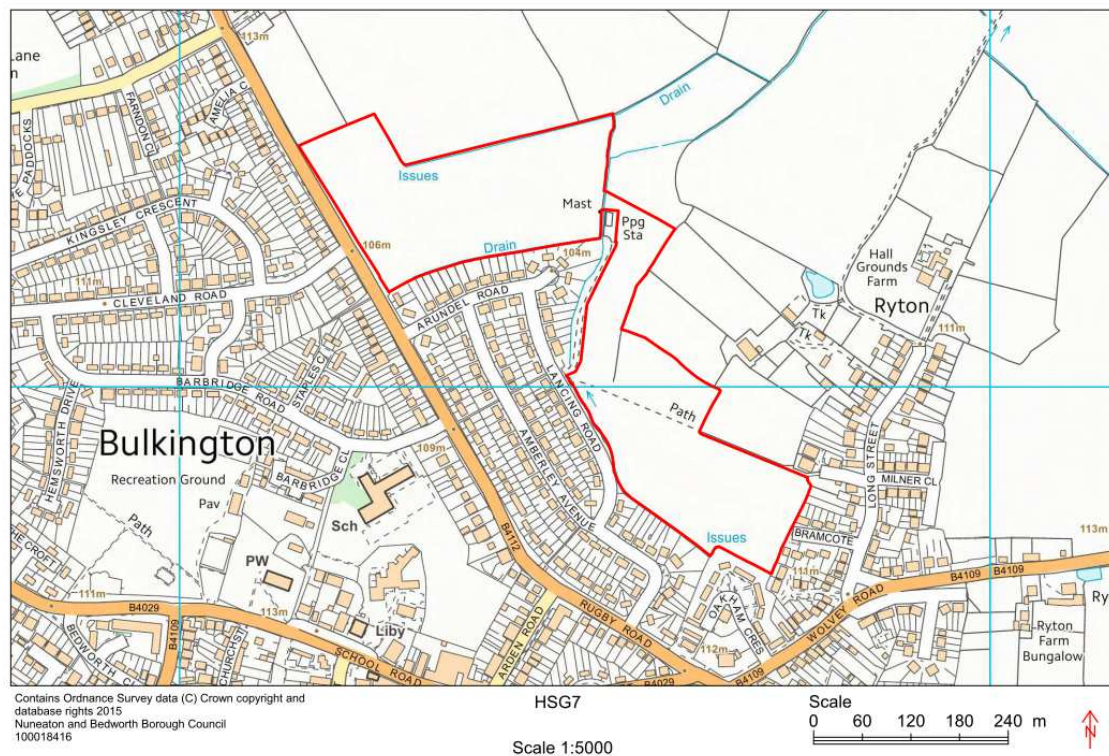 113m
Lane
FARNDON CL
AMELIA C
PADDOCKS
KINGSLEY CRESCENT
Drain
Issues
Mast
Ppg
Sta
Drain
106m
104m
111m
CLEVELAND ROAD
ARUNDEL ROAD
Hall
Grounds
Farm
Ryton
Tk
Tk
111m
BARBRIDGE ROAD
STAPLES C
LANCING ROAD
Path
HEMSWORTH DRIVE
Bulkington
Recreation Ground
BARBRIDGE CL
109m
AMBERLEY AVENUE
LONG STREET
MILNER CL
Pav
Path
Sch
B4112
Issues
BRAMCOTE
113m
THE CROFT
PW
111m
B4109
B4109
111m
B4029
113m
Liby
ARDEN ROAD
RUGBY ROAD
OAKHAM CRES
WOLVEY ROAD
Ry
BEDWORTH C
B4109
CHURCHST
SCHOOL ROAD
112m
B4109
B4029
Ryton
Farm
Bungalow
Contains Ordnance Survey data (C) Crown copyright and
database rights 2015
Nuneaton and Bedworth Borough Council
100018416
HSG7
Scale 1:5000
Scale
0 60 120 180 240 m
N